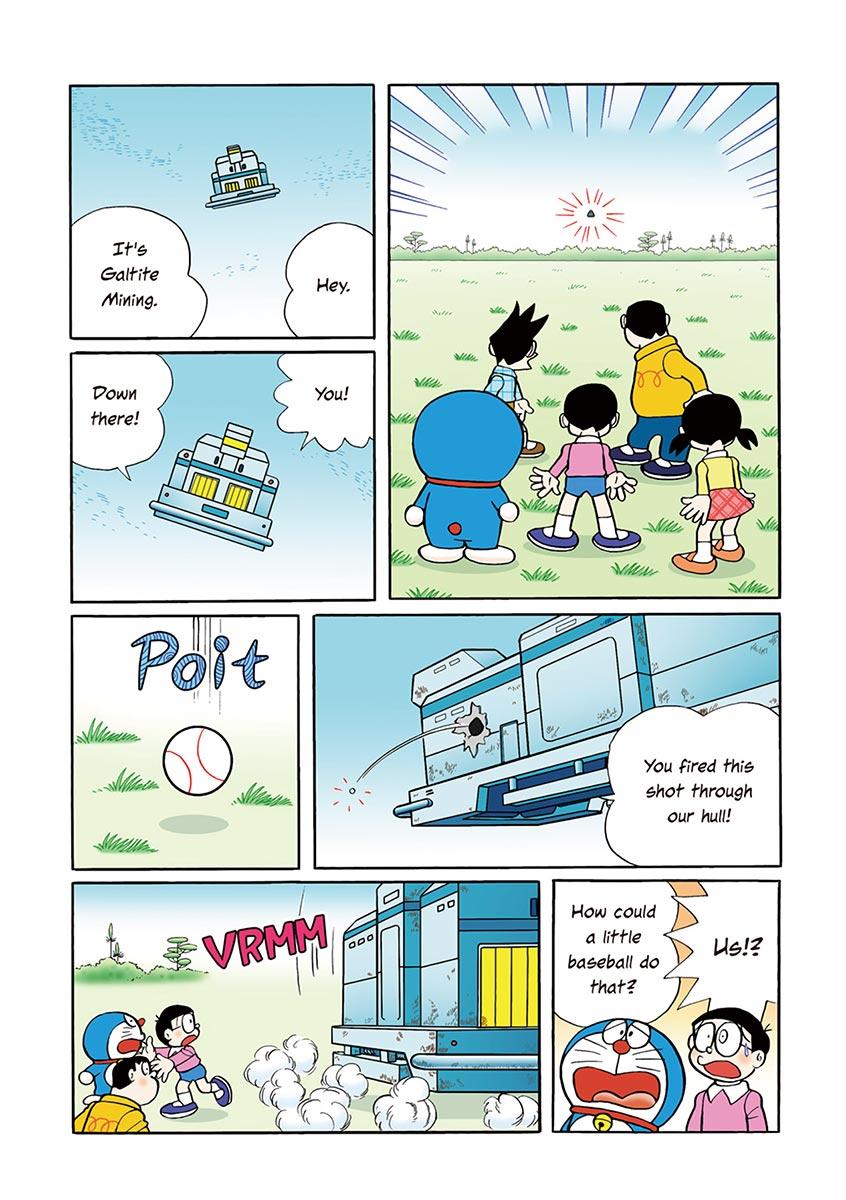 Hey.
It's
Galtite
Mining.
You!
Down
there!
You fired this
shot through
our hull!
Poit
Us!?
How could
a little
baseball do
that?
VRMM